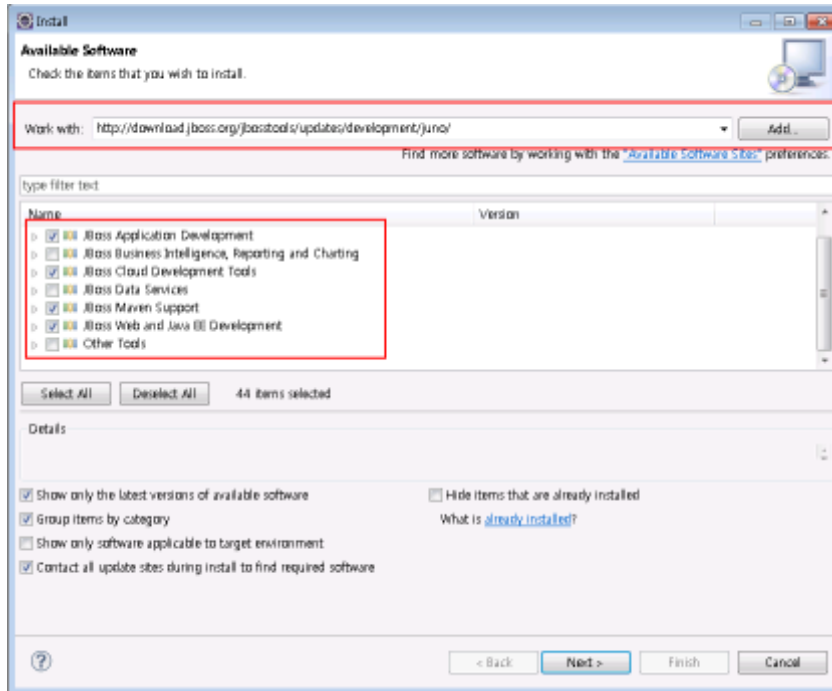 Install
Available Software
Check the items that you wish to install.
Work with: http://download.jboss.org/jbosstools/updates/development/juno/ Add...
Find more software by working with the "Available Software Sites" preferences.
type filter text
Name Version
JBoss Application Development
JBoss Business Intelligence, Reporting and Charting
JBoss Cloud Development Tools
JBoss Data Services
JBoss Maven Support
JBoss Web and Java EE Development
Other Tools
Select All Deselect All 44 items selected
Details
Show only the latest versions of available software Hide items that are already installed
Group items by category What is already installed?
Show only software applicable to target environment
Contact all update sites during install to find required software
? < Back Next > Finish Cancel